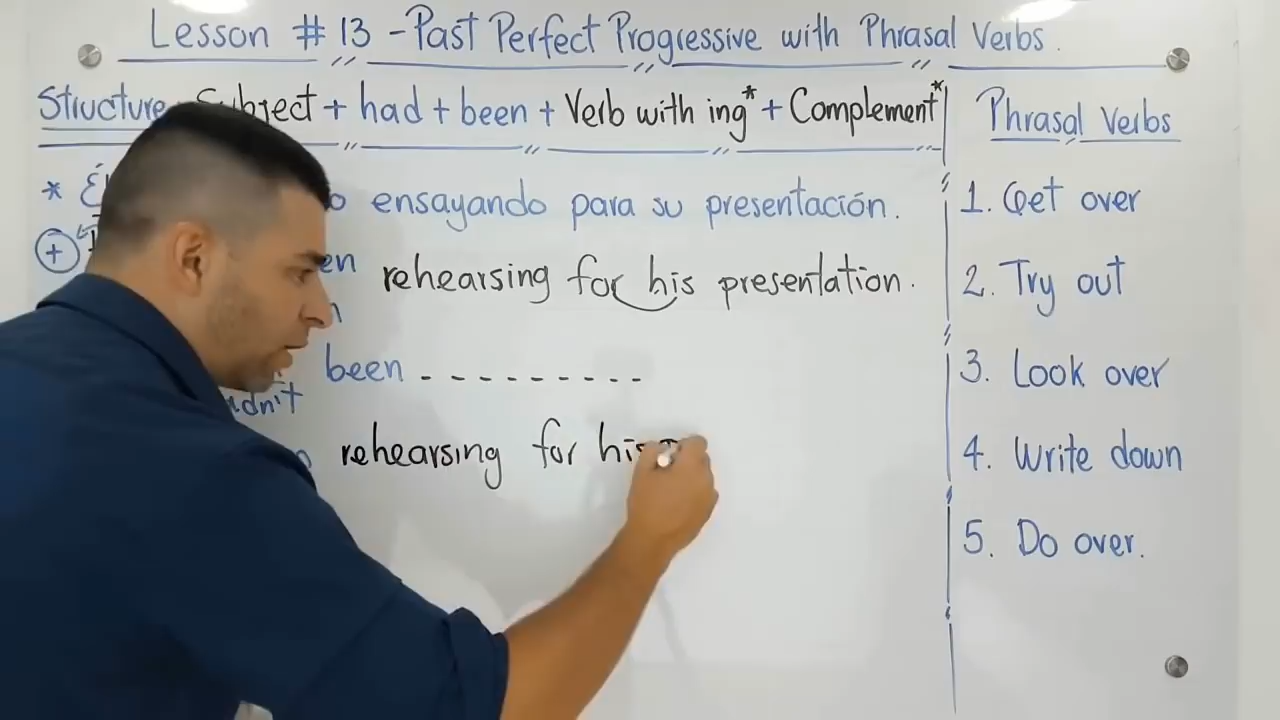 Lesson # 13 - Past Perfect Progressive with Phrasal Verbs.
Structure Subject + had + been + Verb with ing* + Complement*
* ensayando para su presentación.
+ rehearsing for his presentation.
been - - - - - - - - -
rehearsing for his
Phrasal Verbs
1. Get over
2. Try out
3. Look over
4. Write down
5. Do over.